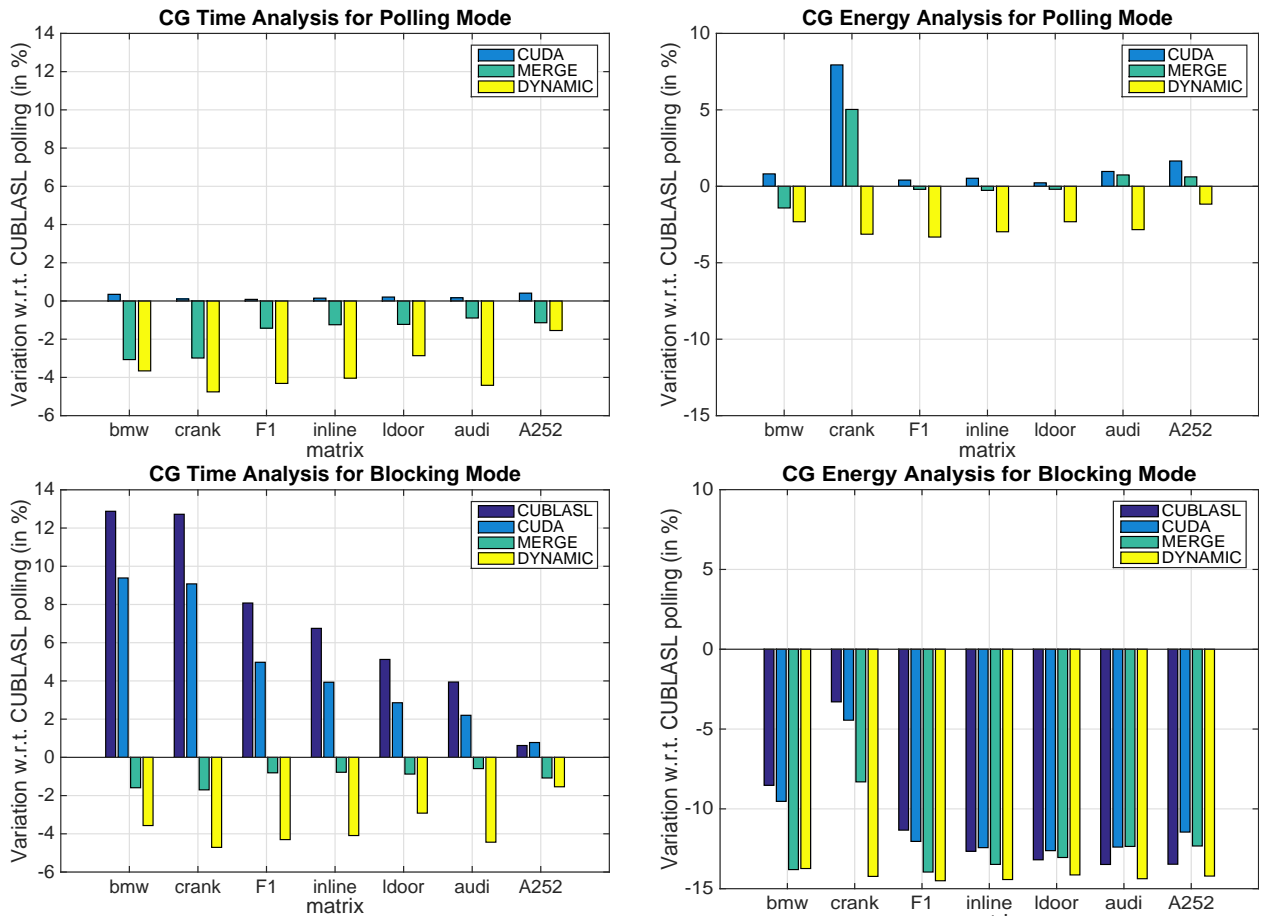 CG Time Analysis for Polling Mode
Variation w.r.t. CUBLASL polling (in %)
14
12
10
8
6
4
2
0
-2
-4
-6
CUDA
MERGE
DYNAMIC
bmw crank F1 inline ldoor audi A252
matrix
CG Energy Analysis for Polling Mode
Variation w.r.t. CUBLASL polling (in %)
10
5
0
-5
-10
-15
CUDA
MERGE
DYNAMIC
bmw crank F1 inline ldoor audi A252
matrix
CG Time Analysis for Blocking Mode
Variation w.r.t. CUBLASL polling (in %)
14
12
10
8
6
4
2
0
-2
-4
-6
CUBLASL
CUDA
MERGE
DYNAMIC
bmw crank F1 inline ldoor audi A252
matrix
CG Energy Analysis for Blocking Mode
Variation w.r.t. CUBLASL polling (in %)
10
5
0
-5
-10
-15
CUBLASL
CUDA
MERGE
DYNAMIC
bmw crank F1 inline ldoor audi A252